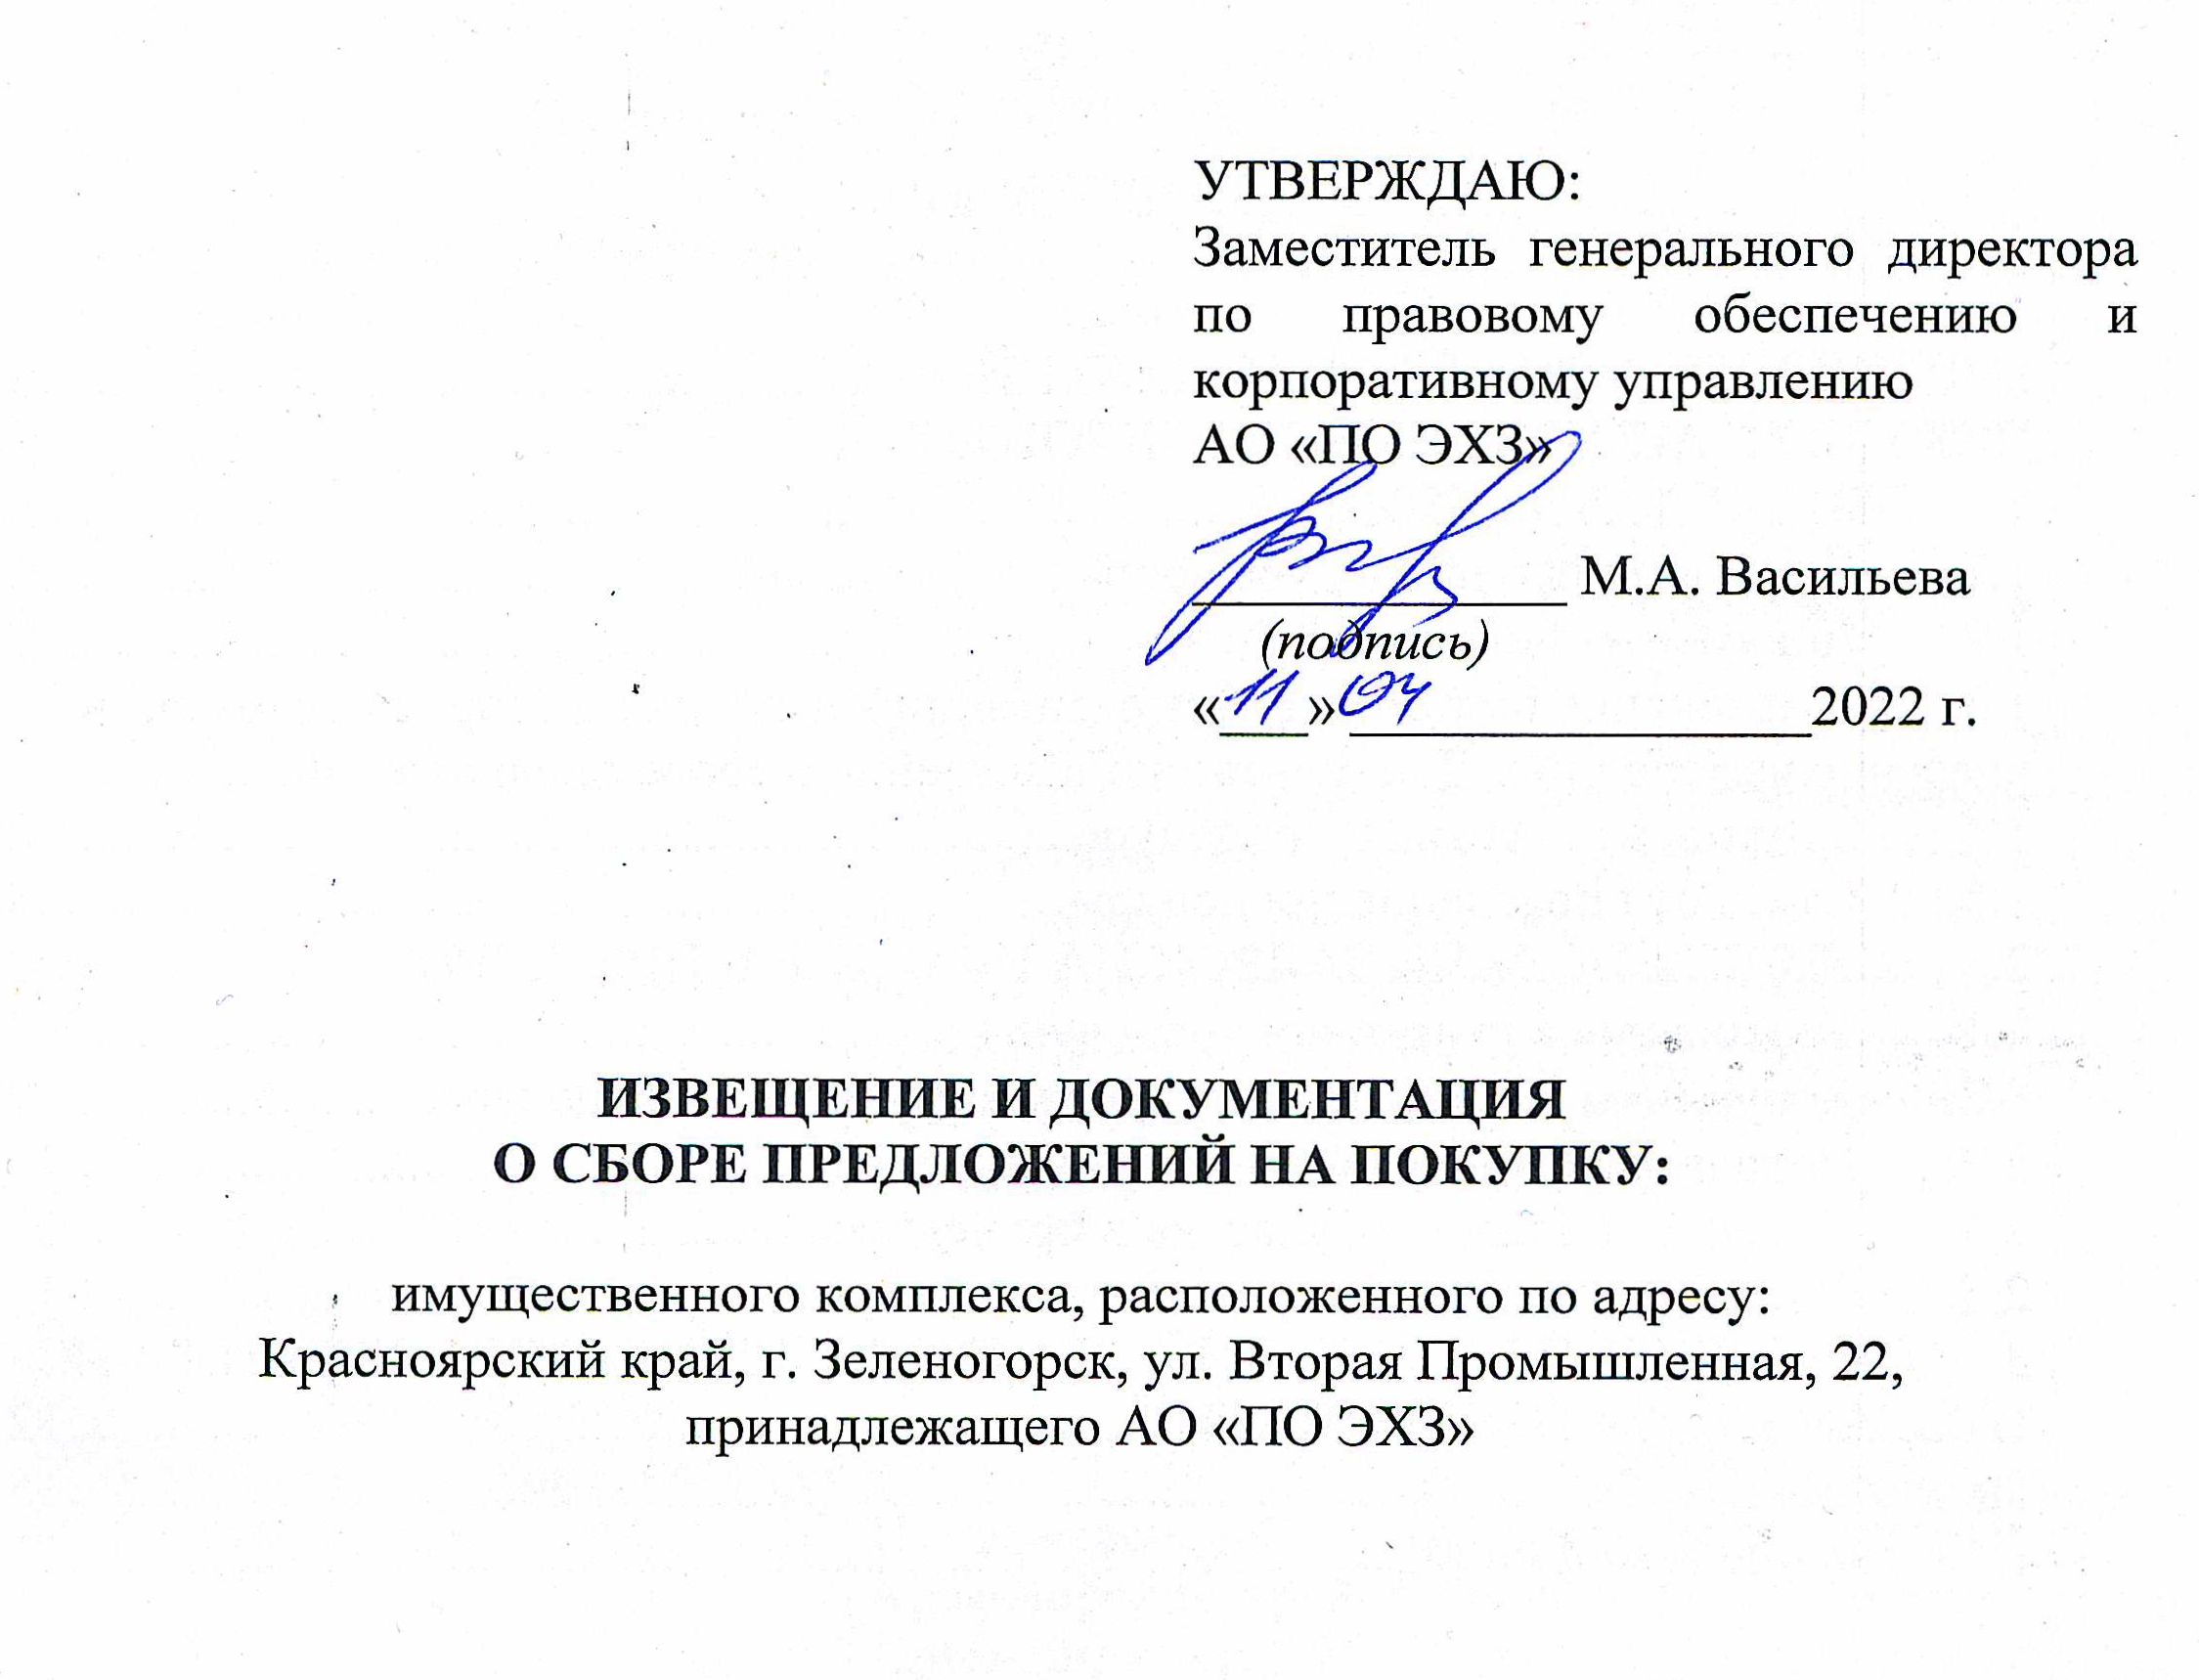 УТВЕРЖДАЮ:
Заместитель генерального директора
по правовому обеспечению и
корпоративному управлению
АО «ПО ЭХЗ»
М.А. Васильева
(подпись)
«11» 04 2022 г.
ИЗВЕЩЕНИЕ И ДОКУМЕНТАЦИЯ
О СБОРЕ ПРЕДЛОЖЕНИЙ НА ПОКУПКУ:
имущественного комплекса, расположенного по адресу:
Красноярский край, г. Зеленогорск, ул. Вторая Промышленная, 22,
принадлежащего АО «ПО ЭХЗ»